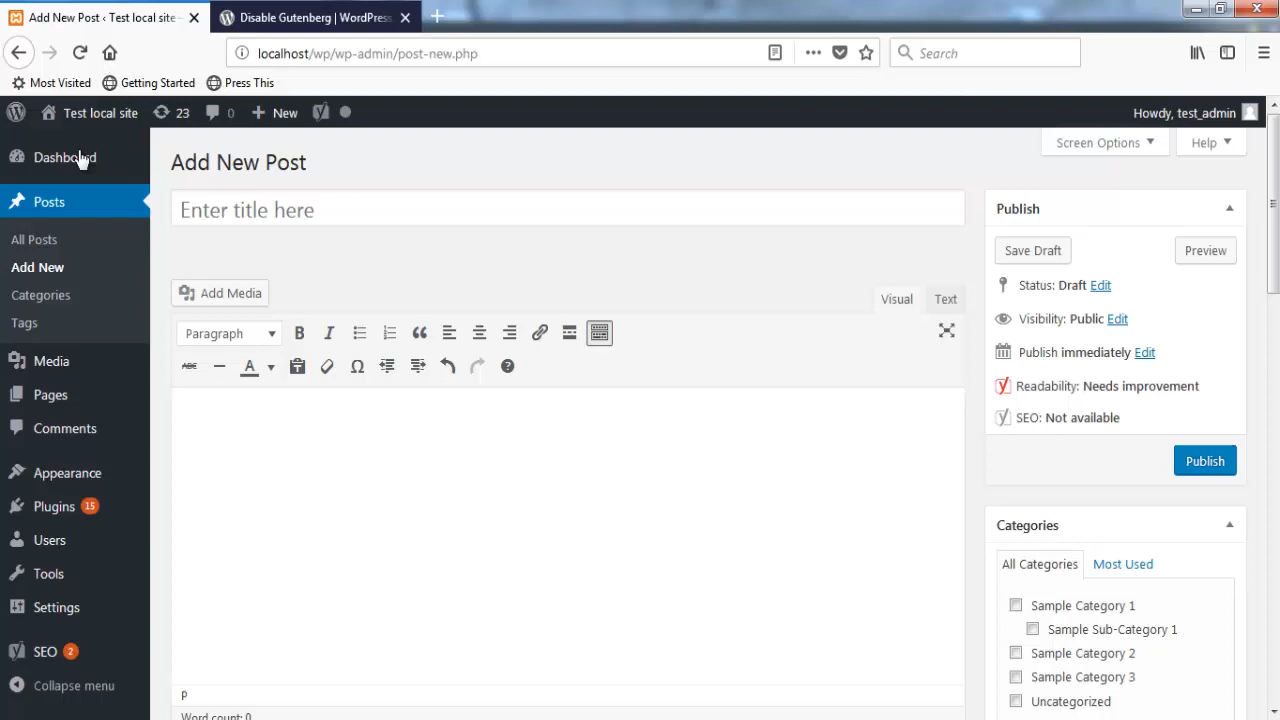 Add New Post ‹ Test local site –
Disable Gutenberg | WordPress
localhost/wp/wp-admin/post-new.php
Search
Most Visited
Getting Started
Press This
Test local site
23
0
New
Howdy, test_admin
Dashboard
Posts
All Posts
Add New
Categories
Tags
Media
Pages
Comments
Appearance
Plugins 15
Users
Tools
Settings
SEO 2
Collapse menu
Screen Options
Help
Add New Post
Enter title here
Add Media
Visual
Text
Paragraph
B I
ABC
A
P
Word count: 0
Publish
Save Draft
Preview
Status: Draft Edit
Visibility: Public Edit
Publish immediately Edit
Readability: Needs improvement
SEO: Not available
Publish
Categories
All Categories
Most Used
Sample Category 1
Sample Sub-Category 1
Sample Category 2
Sample Category 3
Uncategorized